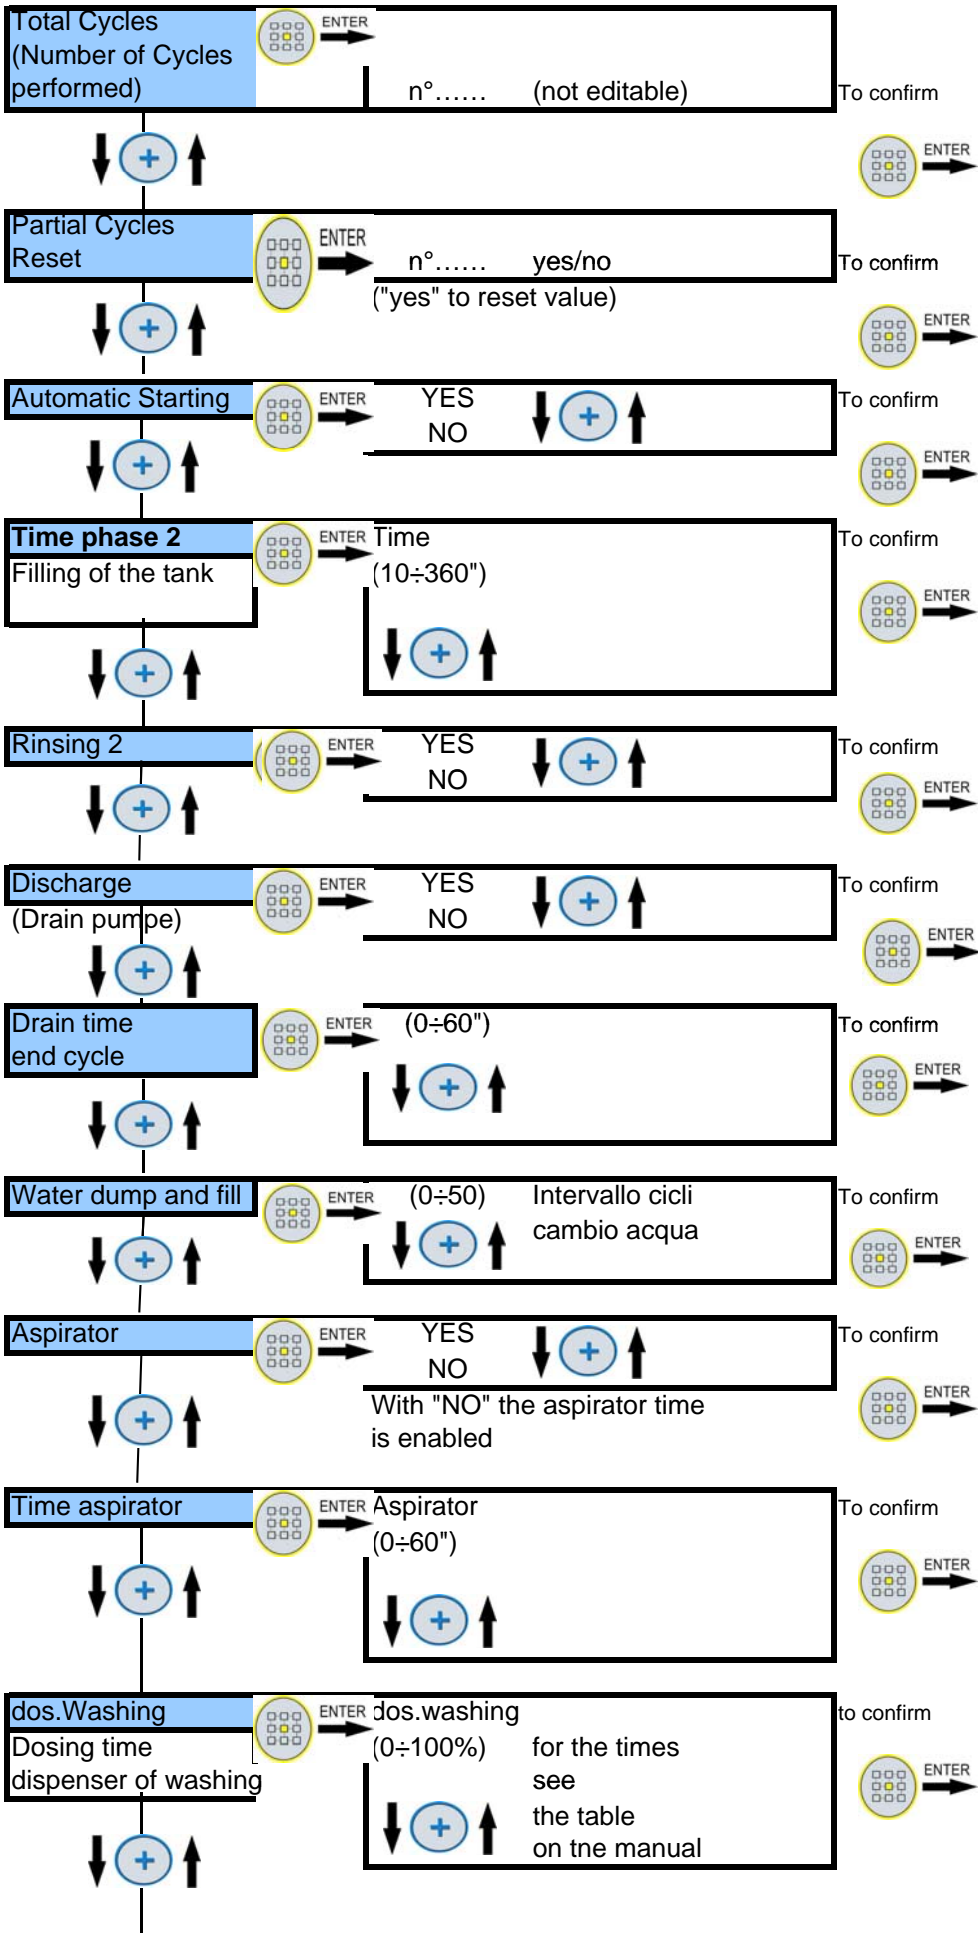 Total Cycles
ENTER
(Number of Cycles
performed)
n°...... (not editable)
To confirm
ENTER
Partial Cycles
Reset
ENTER
n°...... yes/no
To confirm
("yes" to reset value)
ENTER
Automatic Starting
ENTER
YES
NO
To confirm
ENTER
Time phase 2
ENTER
Time
To confirm
Filling of the tank
(10÷360")
ENTER
Rinsing 2
ENTER
YES
NO
To confirm
ENTER
Discharge
ENTER
YES
To confirm
(Drain pumpe)
NO
ENTER
Drain time
end cycle
ENTER
(0÷60")
To confirm
ENTER
Water dump and fill
ENTER
(0÷50) Intervallo cicli
cambio acqua
To confirm
ENTER
Aspirator
ENTER
YES
NO
To confirm
With "NO" the aspirator time
is enabled
ENTER
Time aspirator
ENTER
Aspirator
(0÷60")
To confirm
ENTER
dos.Washing
ENTER
dos.washing
to confirm
Dosing time
dispenser of washing
(0÷100%) for the times
see
the table
on tne manual
ENTER